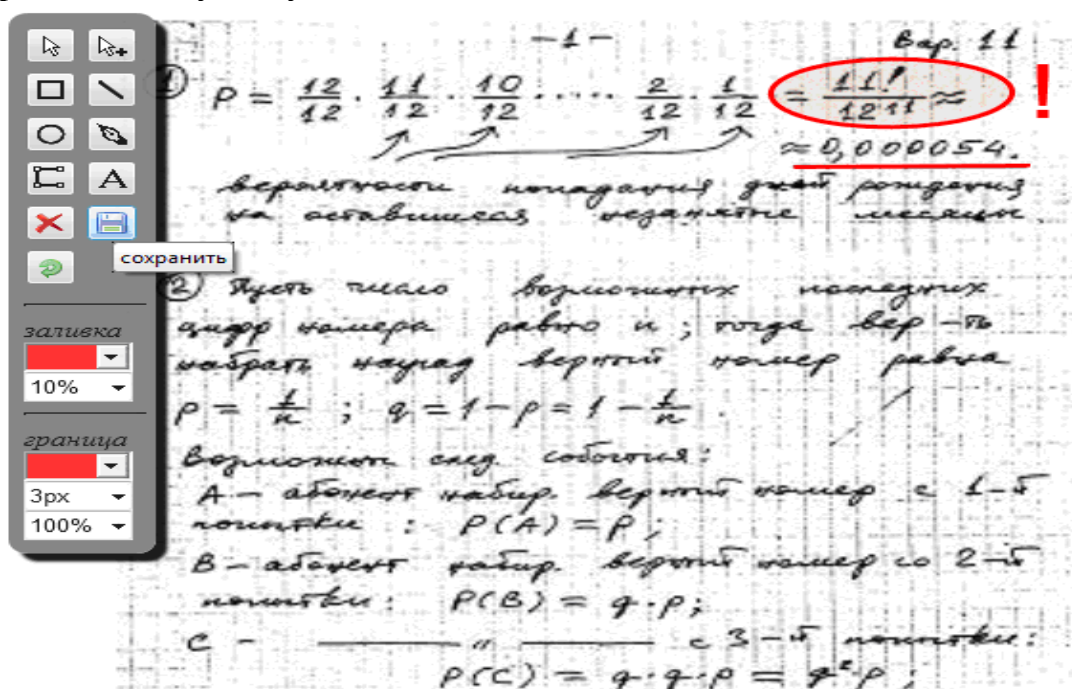 сохранить
заливка
10%
граница
3px
100%
-1-
Вар. 11
① P = 12/12 · 11/12 · 10/12 · ..... 2/12 · 1/12 = 11!/12¹¹ ≈ !
≈ 0,000054.
вероятности попадания дней рождения
на оставшиеся незанятые месяцы.
② Пусть число возможных последних
цифр номера равно n ; тогда вер-ть
набрать наугад верный номер равна
p = 1/n ; q = 1 - p = 1 - 1/n .
Возможны след. события:
A – абонент набир. верный номер с 1-й
попытки : P(A) = p ;
B – абонент набир. верный номер со 2-й
попытки: P(B) = q·p;
C – ——— " ——— с 3-й попытки:
P(C) = q·q·p = q²·p ;